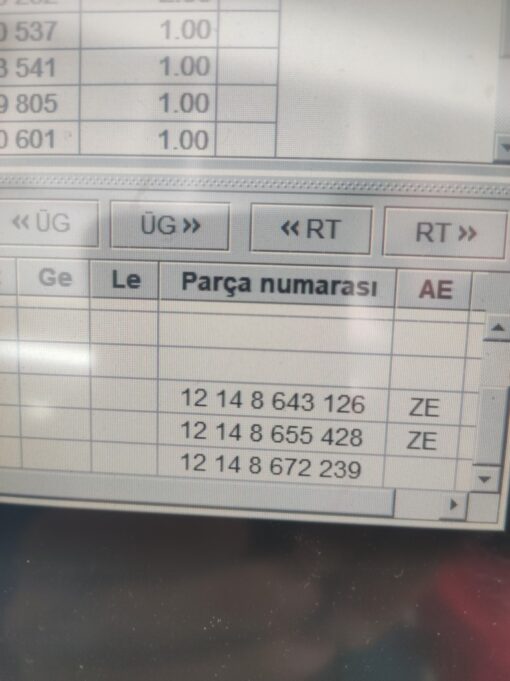 0 537 1.00
3 541 1.00
9 805 1.00
0 601 1.00
«ÜG ÜG» «RT RT»
Ge Le Parça numarası AE
12 14 8 643 126 ZE
12 14 8 655 428 ZE
12 14 8 672 239